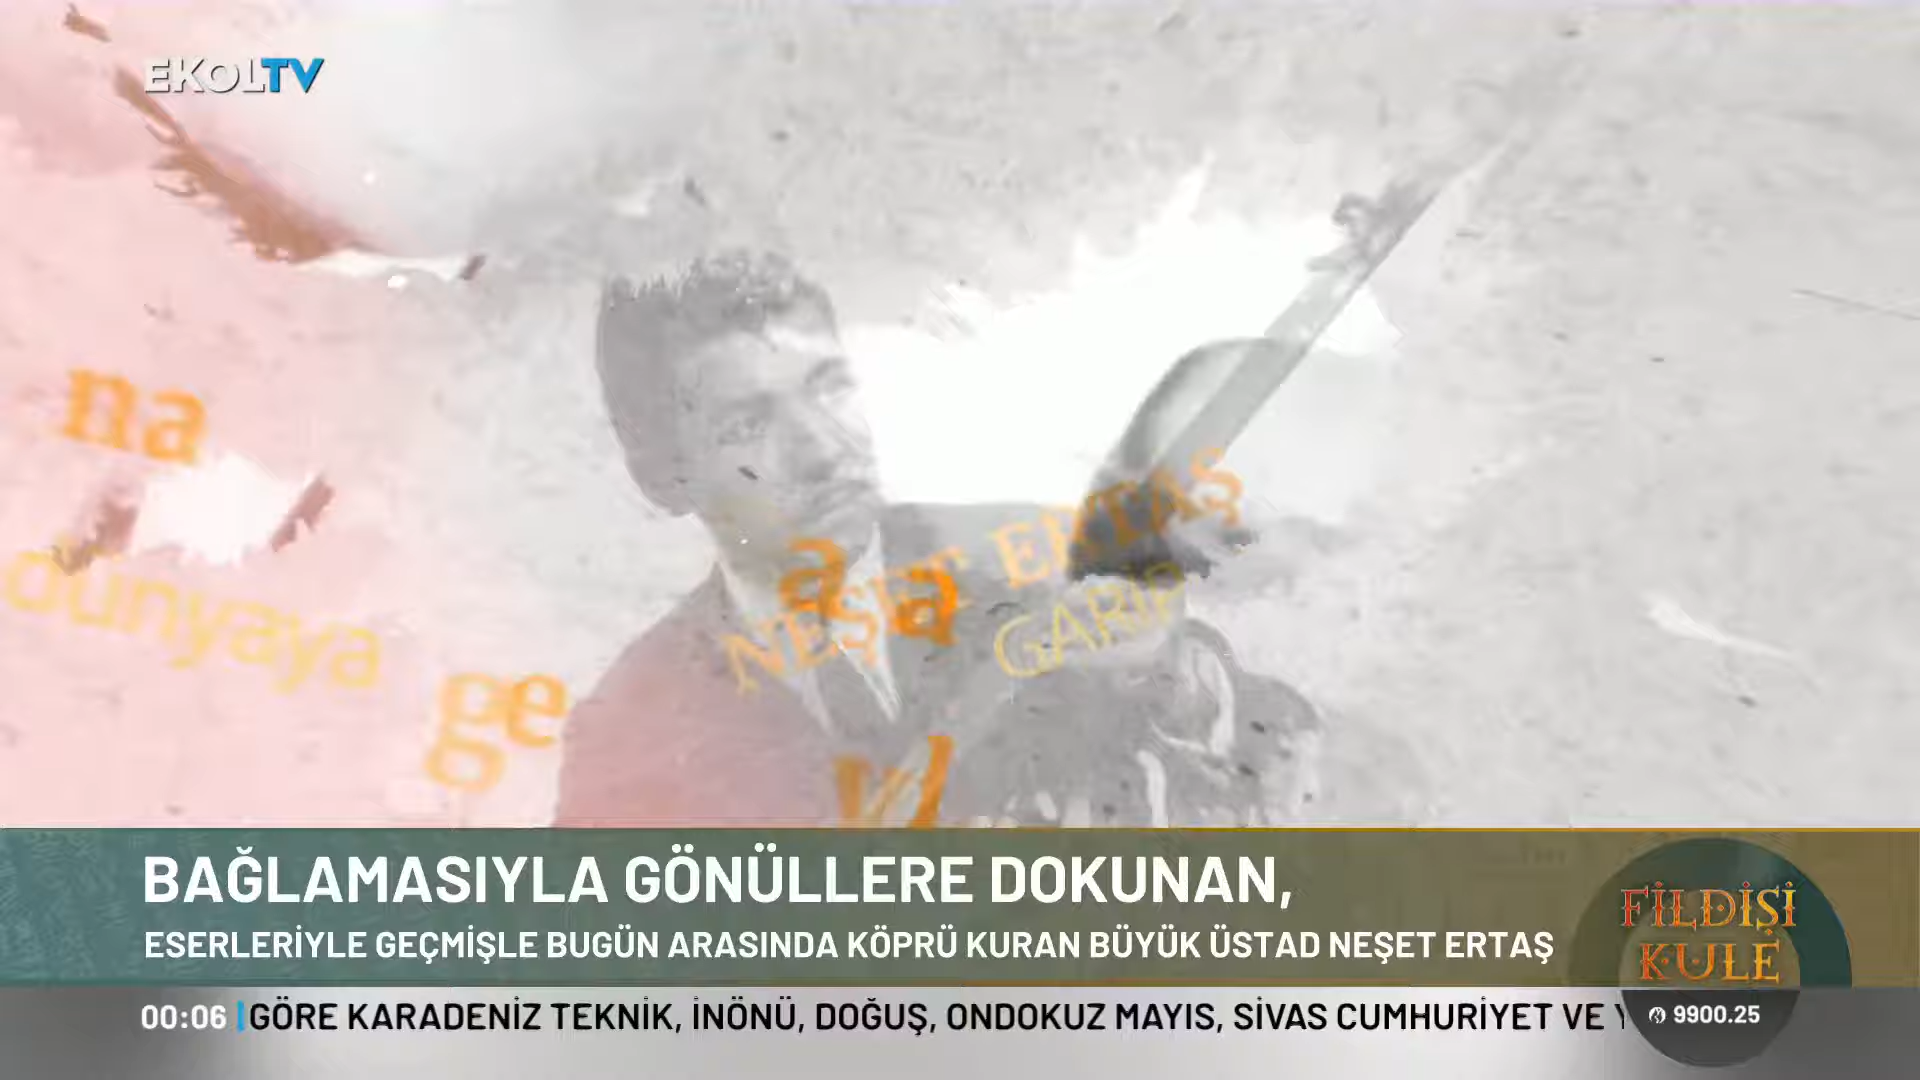 EKOLTV
na
dünyaya
ge
a
a
NEŞET ERTAŞ
GARİP
BAĞLAMASIYLA GÖNÜLLERE DOKUNAN,
ESERLERİYLE GEÇMİŞLE BUGÜN ARASINDA KÖPRÜ KURAN BÜYÜK ÜSTAD NEŞET ERTAŞ
FİLDİŞİ
KULE
00:06
GÖRE KARADENİZ TEKNİK, İNÖNÜ, DOĞUŞ, ONDOKUZ MAYIS, SİVAS CUMHURİYET VE
9900.25